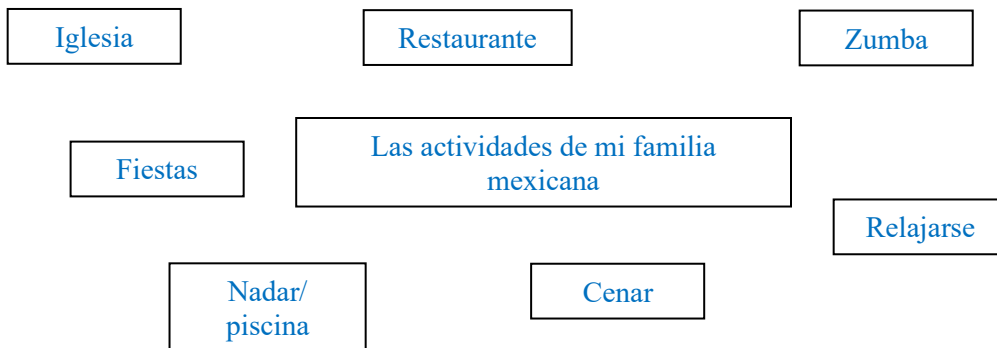 Iglesia
Restaurante
Zumba
Las actividades de mi familia
mexicana
Fiestas
Relajarse
Nadar/
piscina
Cenar